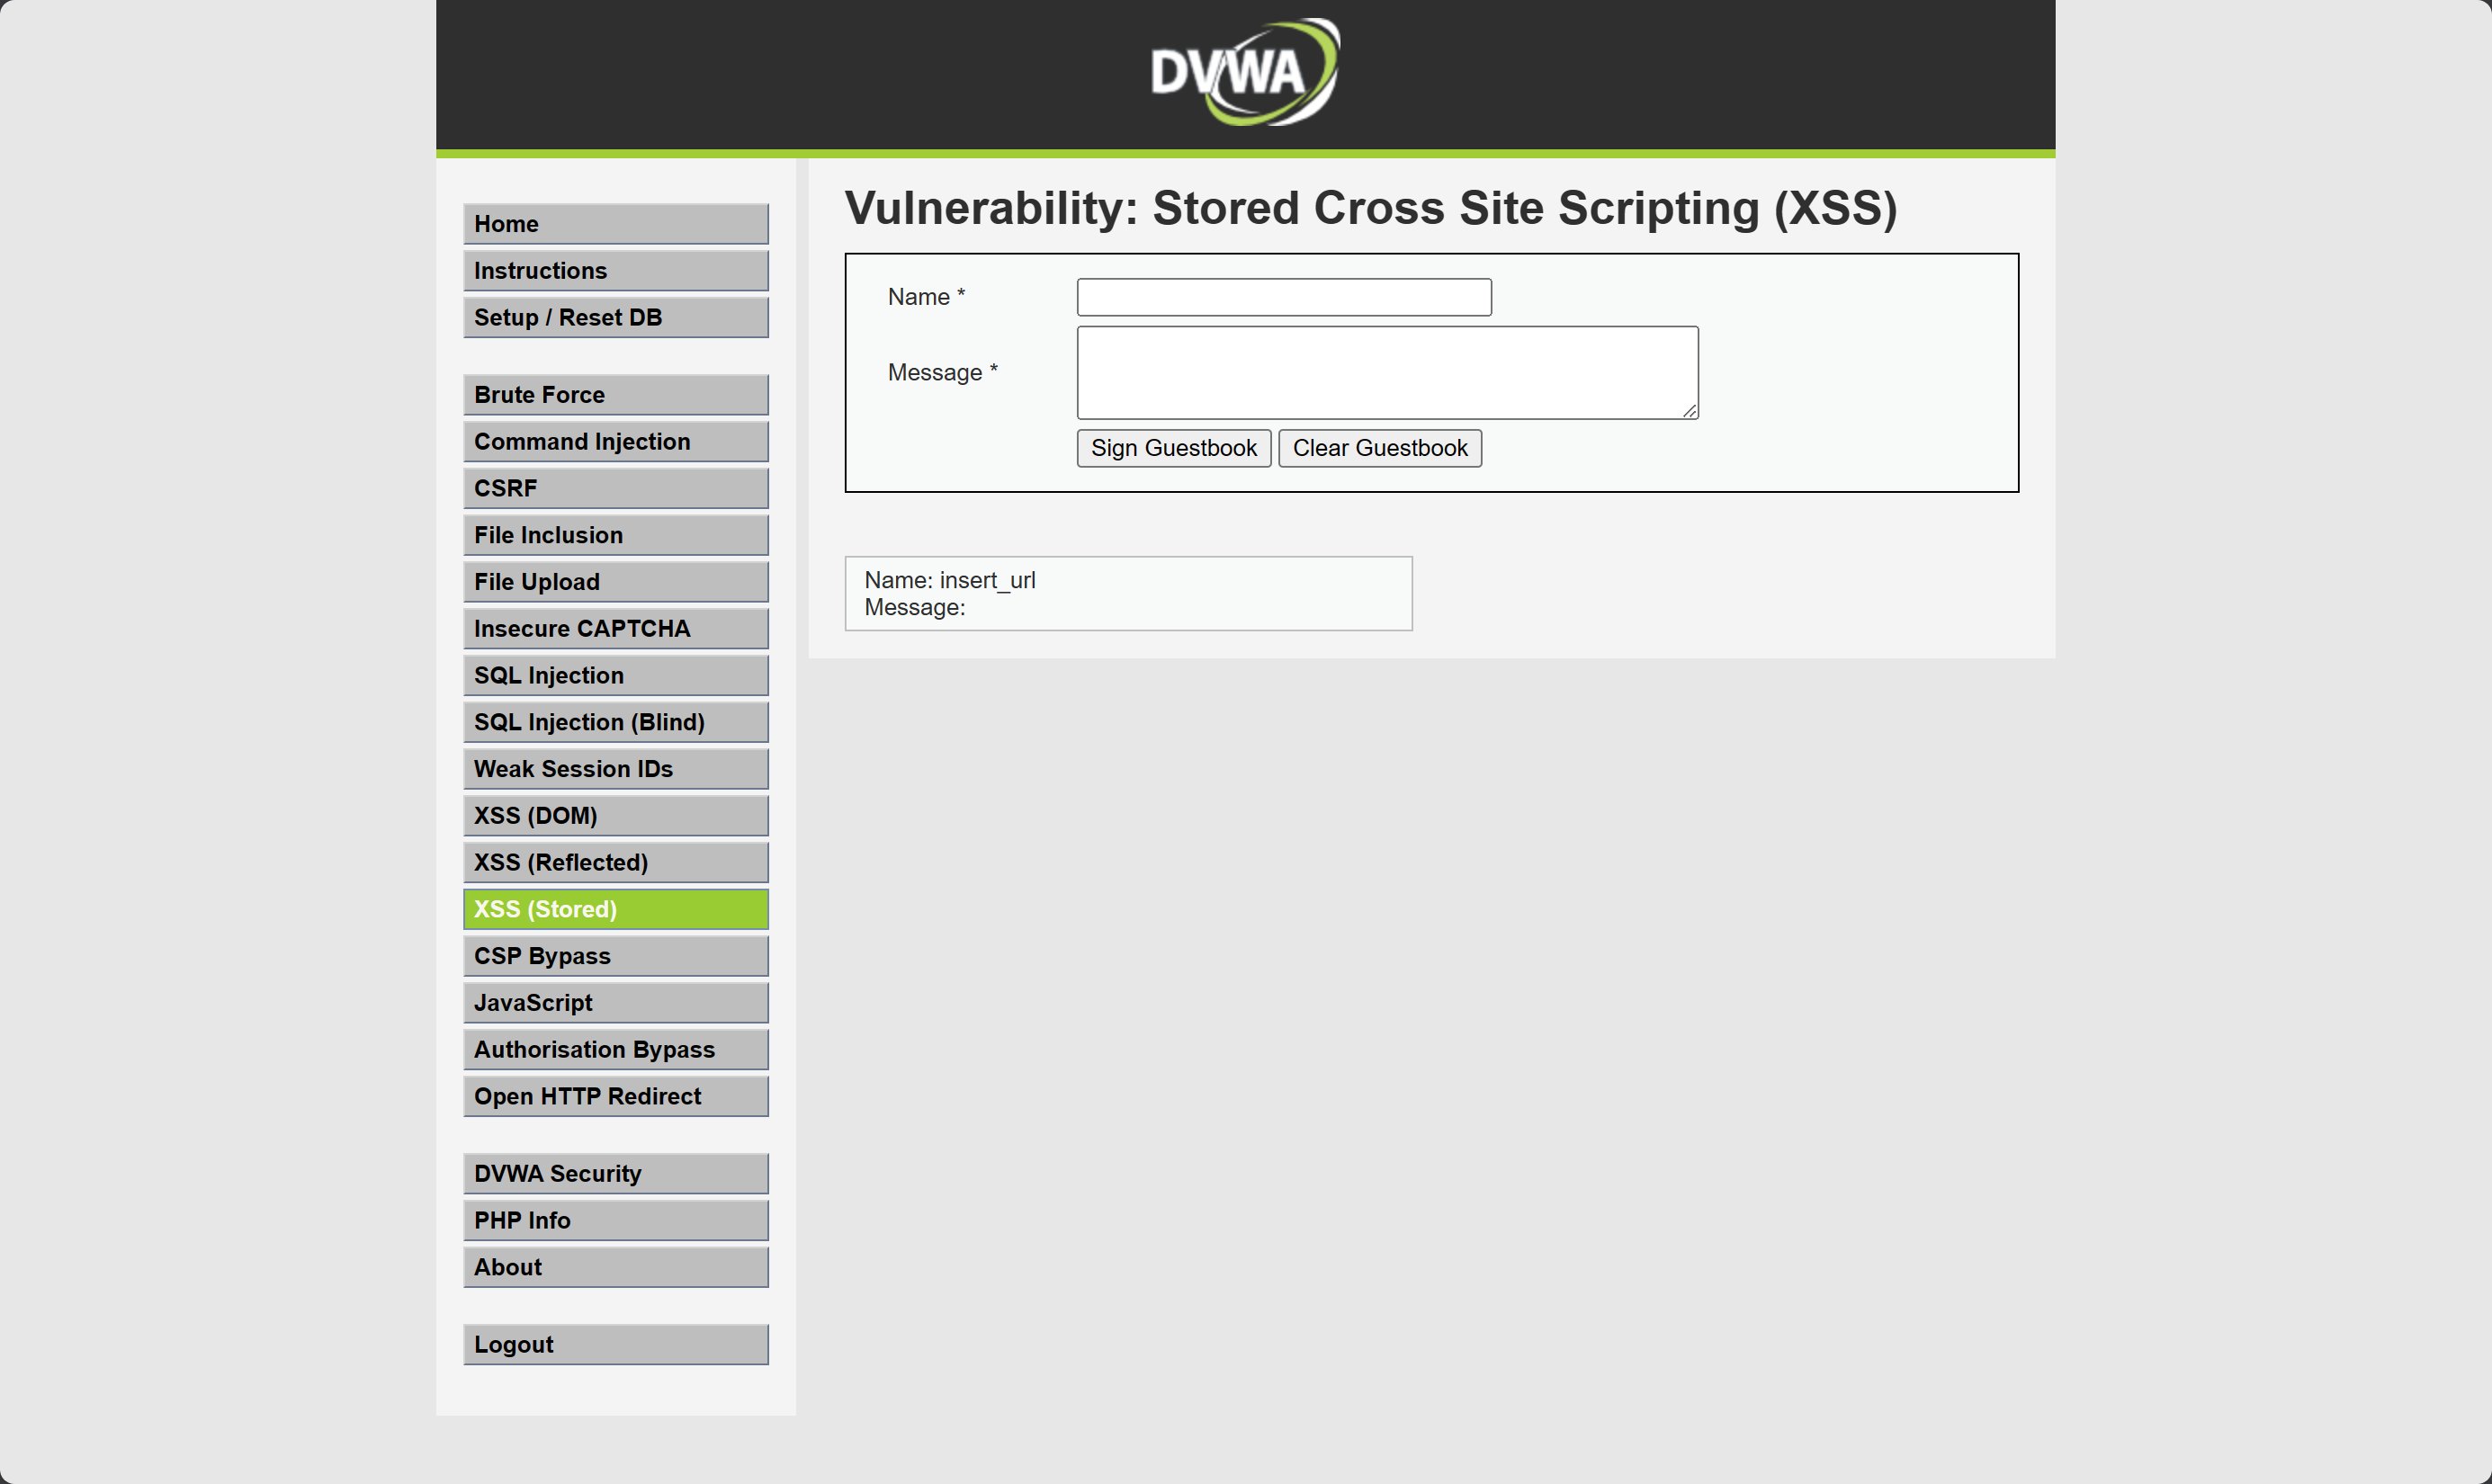 DVWA
Home
Instructions
Setup / Reset DB
Brute Force
Command Injection
CSRF
File Inclusion
File Upload
Insecure CAPTCHA
SQL Injection
SQL Injection (Blind)
Weak Session IDs
XSS (DOM)
XSS (Reflected)
XSS (Stored)
CSP Bypass
JavaScript
Authorisation Bypass
Open HTTP Redirect
DVWA Security
PHP Info
About
Logout
Vulnerability: Stored Cross Site Scripting (XSS)
Name *
Message *
Sign Guestbook Clear Guestbook
Name: insert_url
Message: